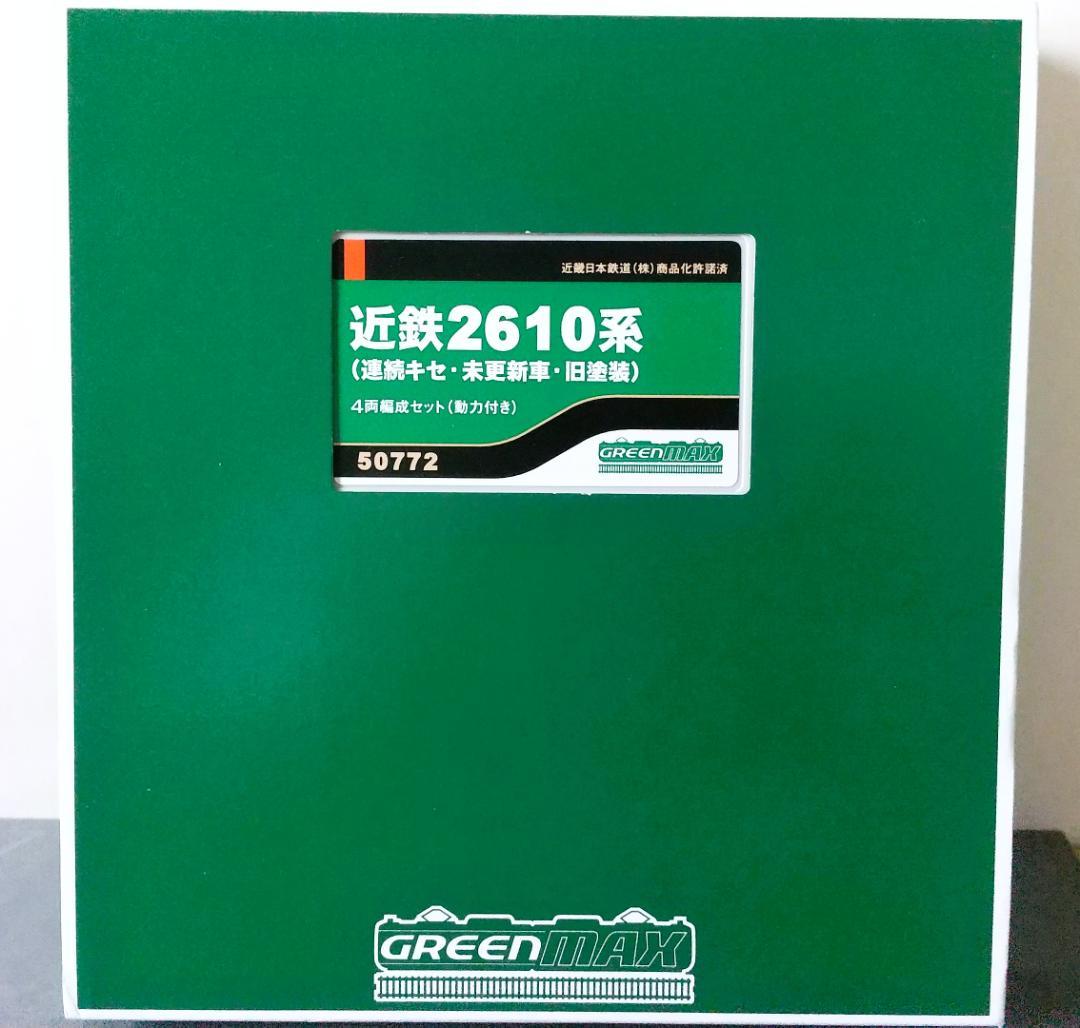 近畿日本鉄道(株)商品化許諾済
近鉄2610系
(連続キセ・未更新車・旧塗装)
4両編成セット(動力付き)
50772
GREENMAX
GREENMAX